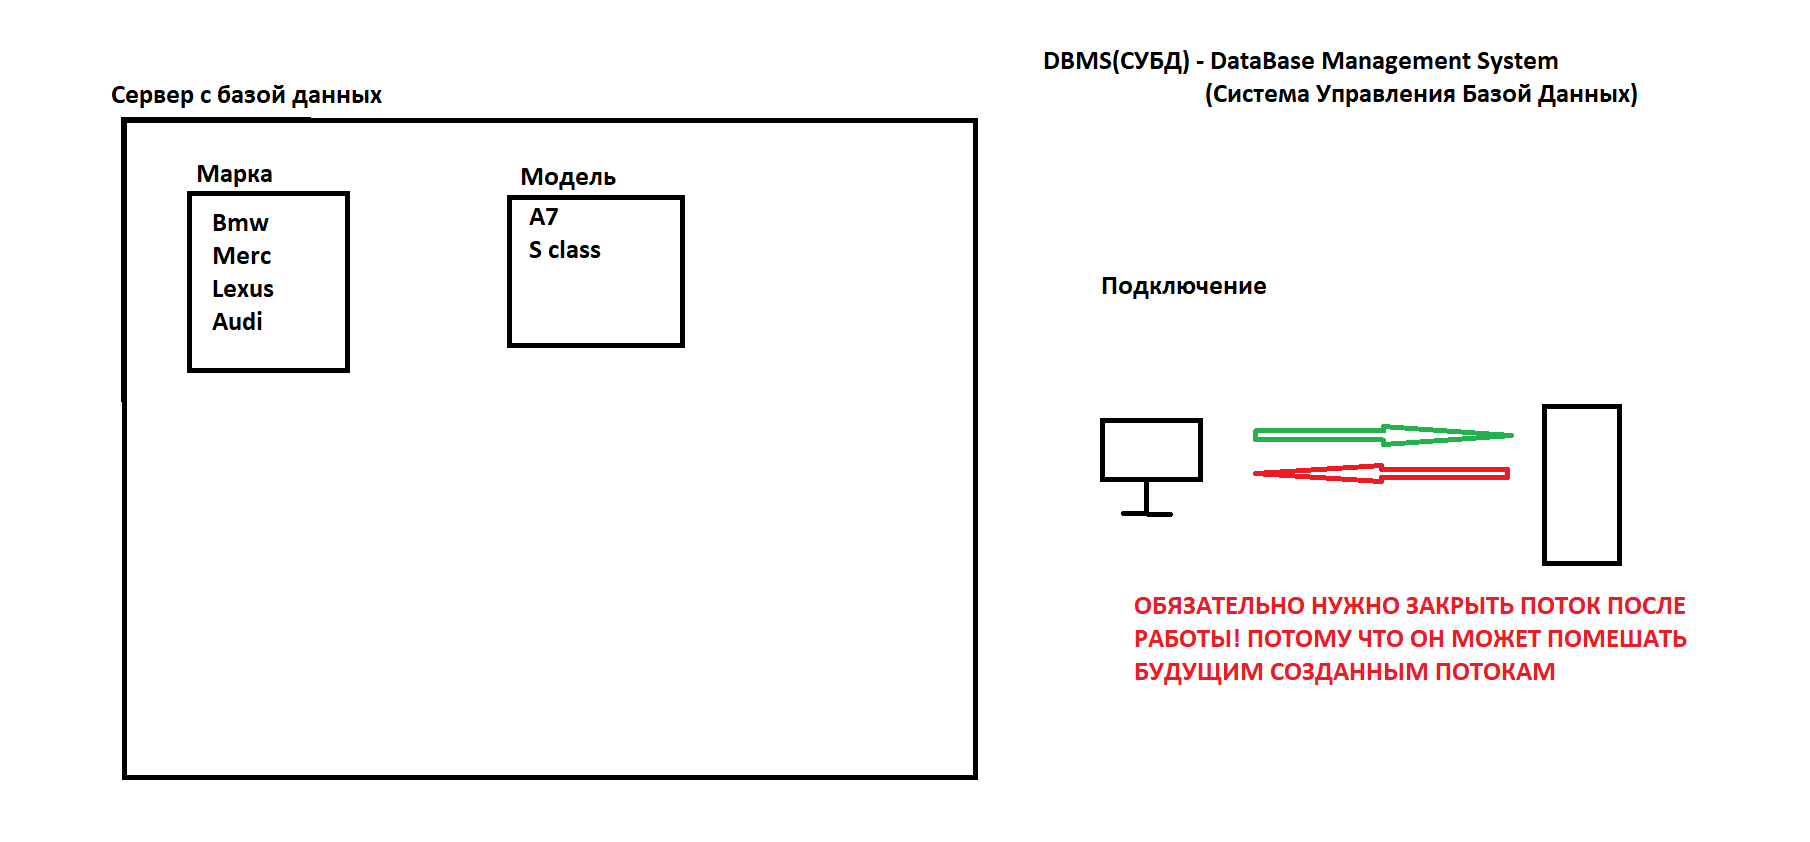 Сервер с базой данных
Марка
Bmw
Merc
Lexus
Audi
Модель
A7
S class
DBMS(СУБД) - DataBase Management System
(Система Управления Базой Данных)
Подключение
ОБЯЗАТЕЛЬНО НУЖНО ЗАКРЫТЬ ПОТОК ПОСЛЕ
РАБОТЫ! ПОТОМУ ЧТО ОН МОЖЕТ ПОМЕШАТЬ
БУДУЩИМ СОЗДАННЫМ ПОТОКАМ